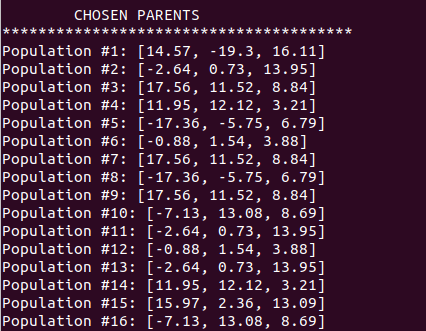 CHOSEN PARENTS
***************************************
Population #1: [14.57, -19.3, 16.11]
Population #2: [-2.64, 0.73, 13.95]
Population #3: [17.56, 11.52, 8.84]
Population #4: [11.95, 12.12, 3.21]
Population #5: [-17.36, -5.75, 6.79]
Population #6: [-0.88, 1.54, 3.88]
Population #7: [17.56, 11.52, 8.84]
Population #8: [-17.36, -5.75, 6.79]
Population #9: [17.56, 11.52, 8.84]
Population #10: [-7.13, 13.08, 8.69]
Population #11: [-2.64, 0.73, 13.95]
Population #12: [-0.88, 1.54, 3.88]
Population #13: [-2.64, 0.73, 13.95]
Population #14: [11.95, 12.12, 3.21]
Population #15: [15.97, 2.36, 13.09]
Population #16: [-7.13, 13.08, 8.69]